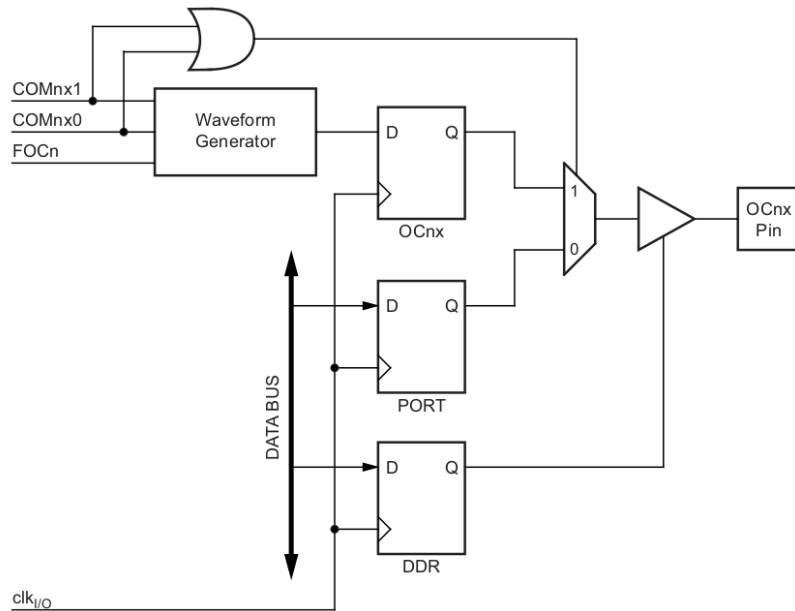 COMnx1
COMnx0
FOCn
Waveform
Generator
D
Q
OCnx
1
0
OCnx
Pin
D
Q
PORT
DATA BUS
D
Q
DDR
clkI/O